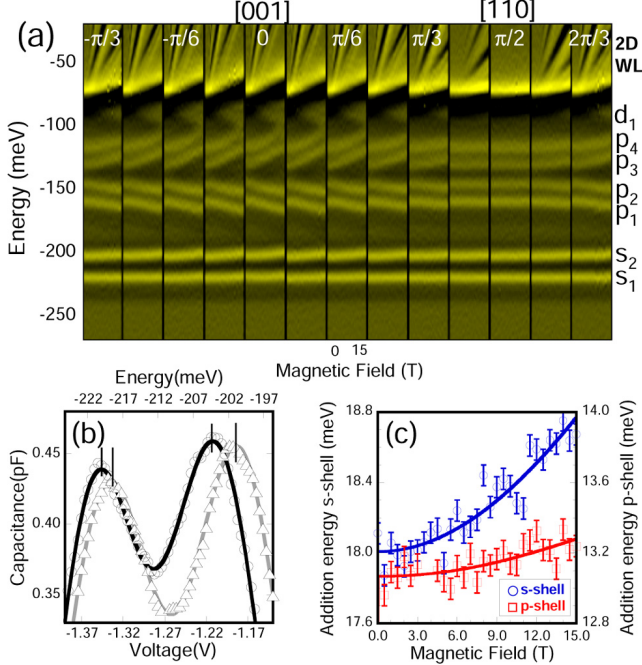 [001] [110]
(a)
-π/3 -π/6 0 π/6 π/3 π/2 2π/3
2D
WL
-50
-100
-150
-200
-250
Energy (meV)
d1
p4
p3
p2
p1
s2
s1
0 15
Magnetic Field (T)
Energy(meV)
-222 -217 -212 -207 -202 -197
(b)
0.45
0.40
0.35
Capacitance(pF)
-1.37 -1.32 -1.27 -1.22 -1.17
Voltage(V)
(c)
18.8
18.4
18.0
17.6
Addition energy s-shell (meV)
14.0
13.6
13.2
12.8
Addition energy p-shell (meV)
s-shell
p-shell
0.0 3.0 6.0 9.0 12.0 15.0
Magnetic Field (T)